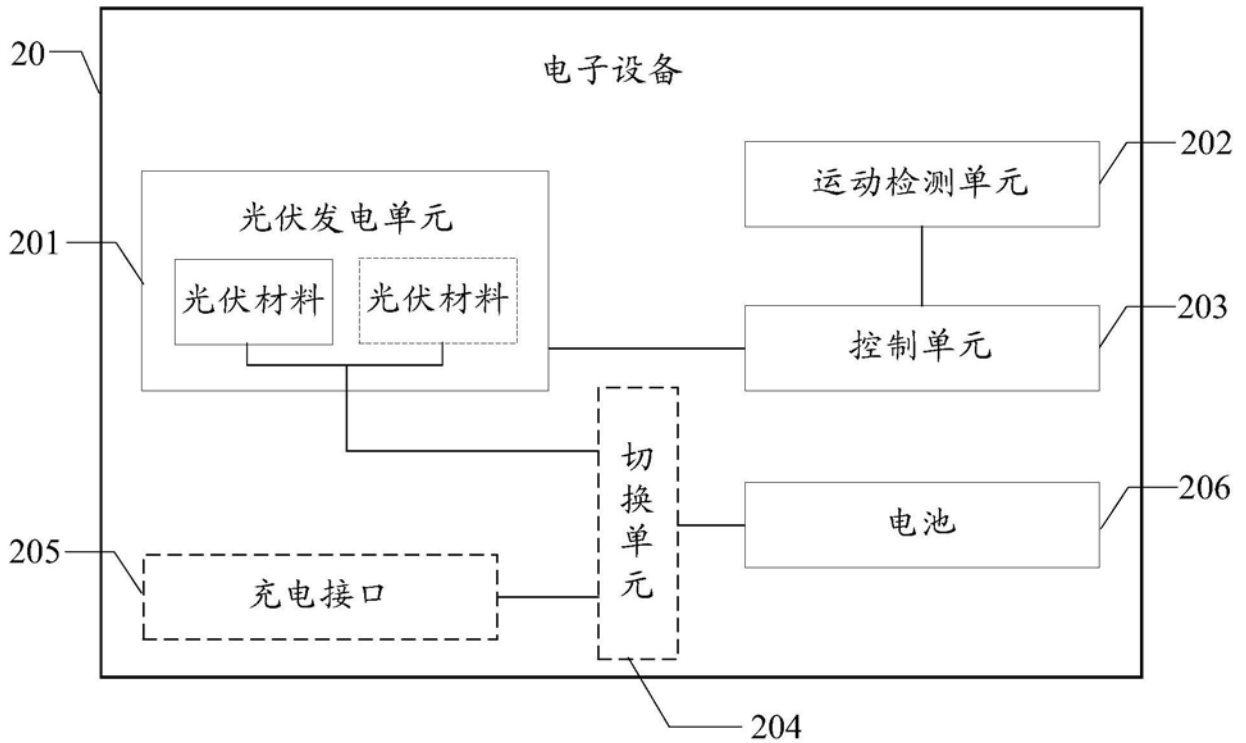 20
电子设备
202
运动检测单元
光伏发电单元
201
光伏材料
光伏材料
203
控制单元
切换单元
206
电池
205
充电接口
204